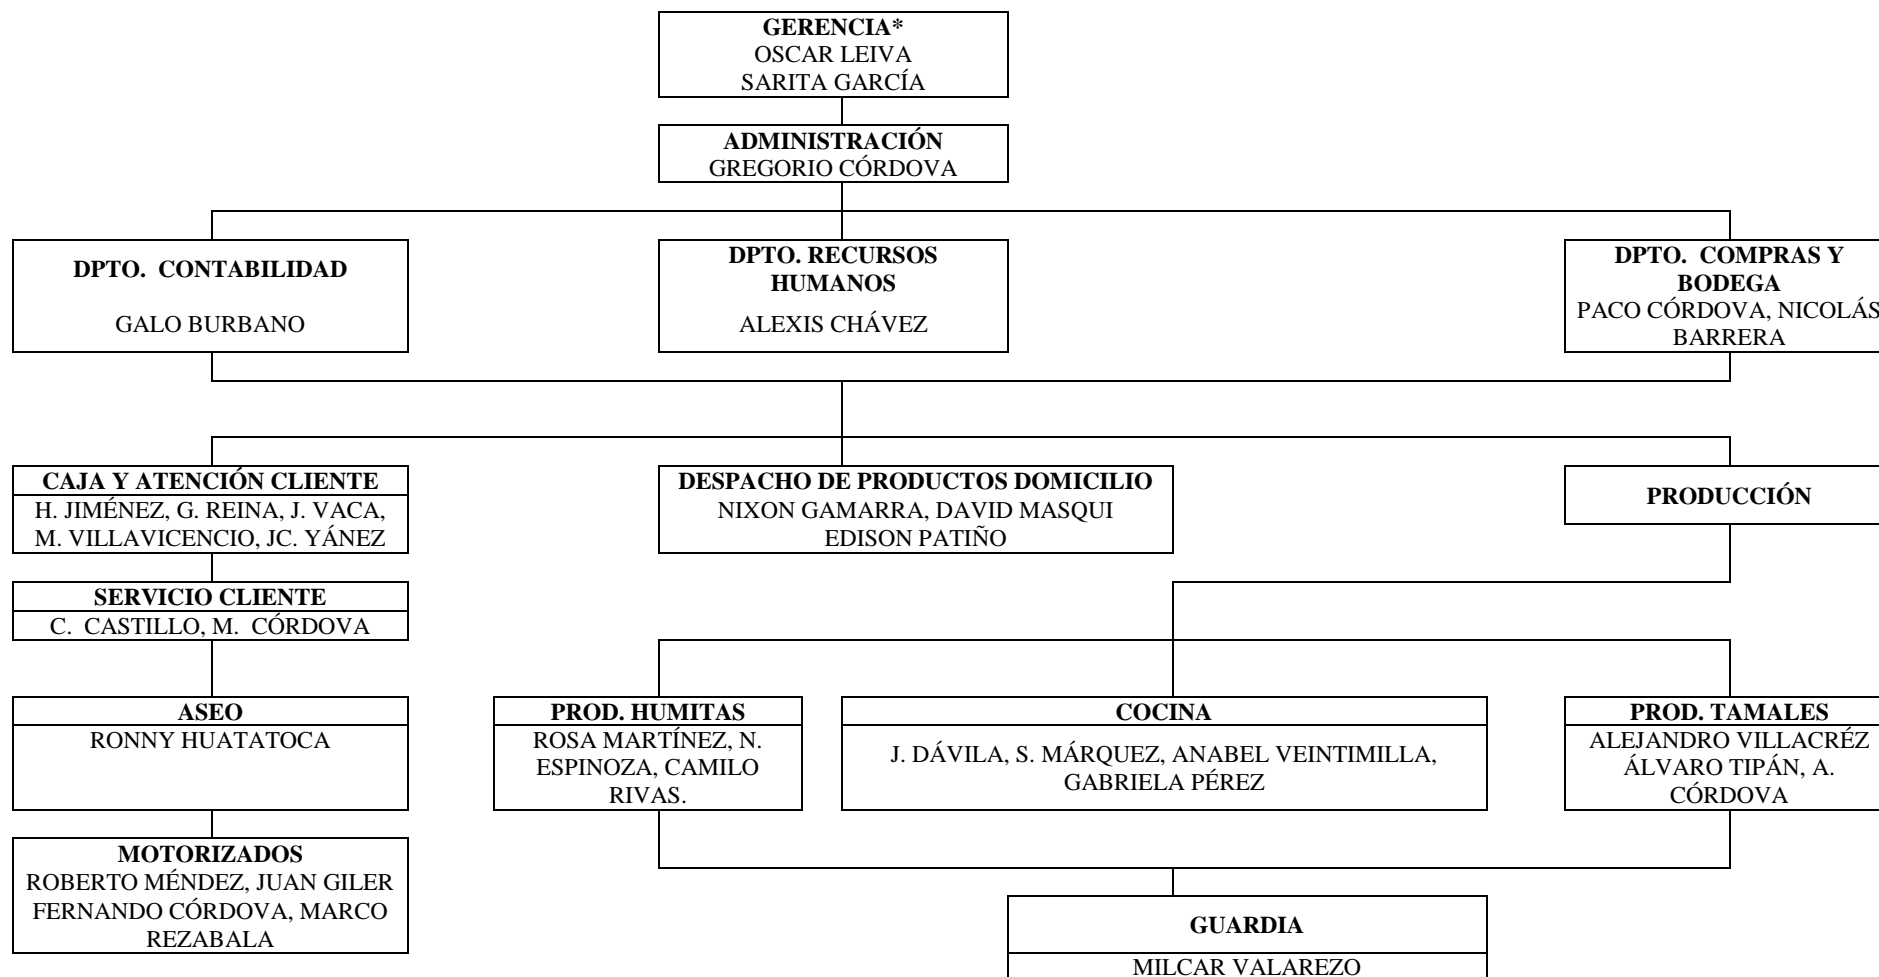 GERENCIA*
OSCAR LEIVA
SARITA GARCÍA
ADMINISTRACIÓN
GREGORIO CÓRDOVA
DPTO. CONTABILIDAD
GALO BURBANO
DPTO. RECURSOS
HUMANOS
ALEXIS CHÁVEZ
DPTO. COMPRAS Y
BODEGA
PACO CÓRDOVA, NICOLÁS
BARRERA
CAJA Y ATENCIÓN CLIENTE
H. JIMÉNEZ, G. REINA, J. VACA,
M. VILLAVICENCIO, JC. YÁNEZ
DESPACHO DE PRODUCTOS DOMICILIO
NIXON GAMARRA, DAVID MASQUI
EDISON PATIÑO
PRODUCCIÓN
SERVICIO CLIENTE
C. CASTILLO, M. CÓRDOVA
ASEO
RONNY HUATATOCA
PROD. HUMITAS
ROSA MARTÍNEZ, N.
ESPINOZA, CAMILO
RIVAS.
COCINA
J. DÁVILA, S. MÁRQUEZ, ANABEL VEINTIMILLA,
GABRIELA PÉREZ
PROD. TAMALES
ALEJANDRO VILLACRÉZ
ÁLVARO TIPÁN, A.
CÓRDOVA
MOTORIZADOS
ROBERTO MÉNDEZ, JUAN GILER
FERNANDO CÓRDOVA, MARCO
REZABALA
GUARDIA
MILCAR VALAREZO